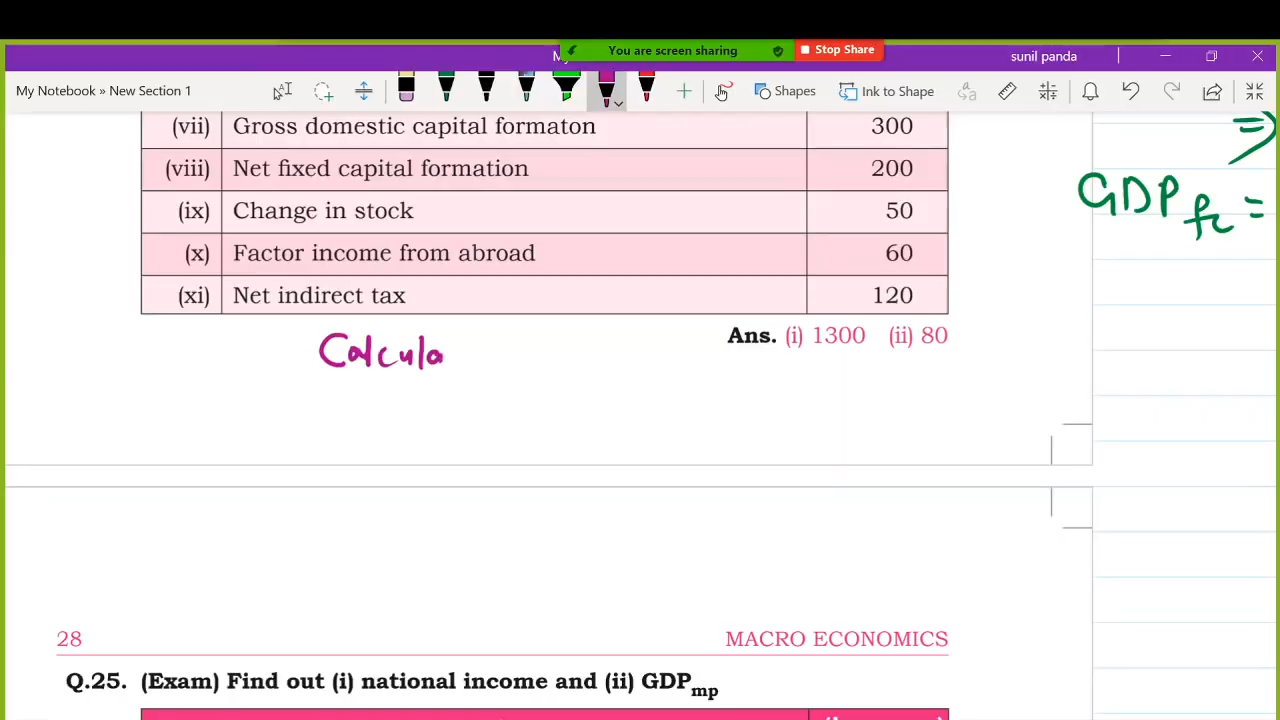 You are screen sharing
Stop Share
sunil panda
My Notebook » New Section 1
Shapes
Ink to Shape
(vii) Gross domestic capital formaton 300
(viii) Net fixed capital formation 200
(ix) Change in stock 50
(x) Factor income from abroad 60
(xi) Net indirect tax 120
Ans. (i) 1300 (ii) 80
Calcula
⇒
GDP fc =
28
MACRO ECONOMICS
Q.25. (Exam) Find out (i) national income and (ii) GDPmp